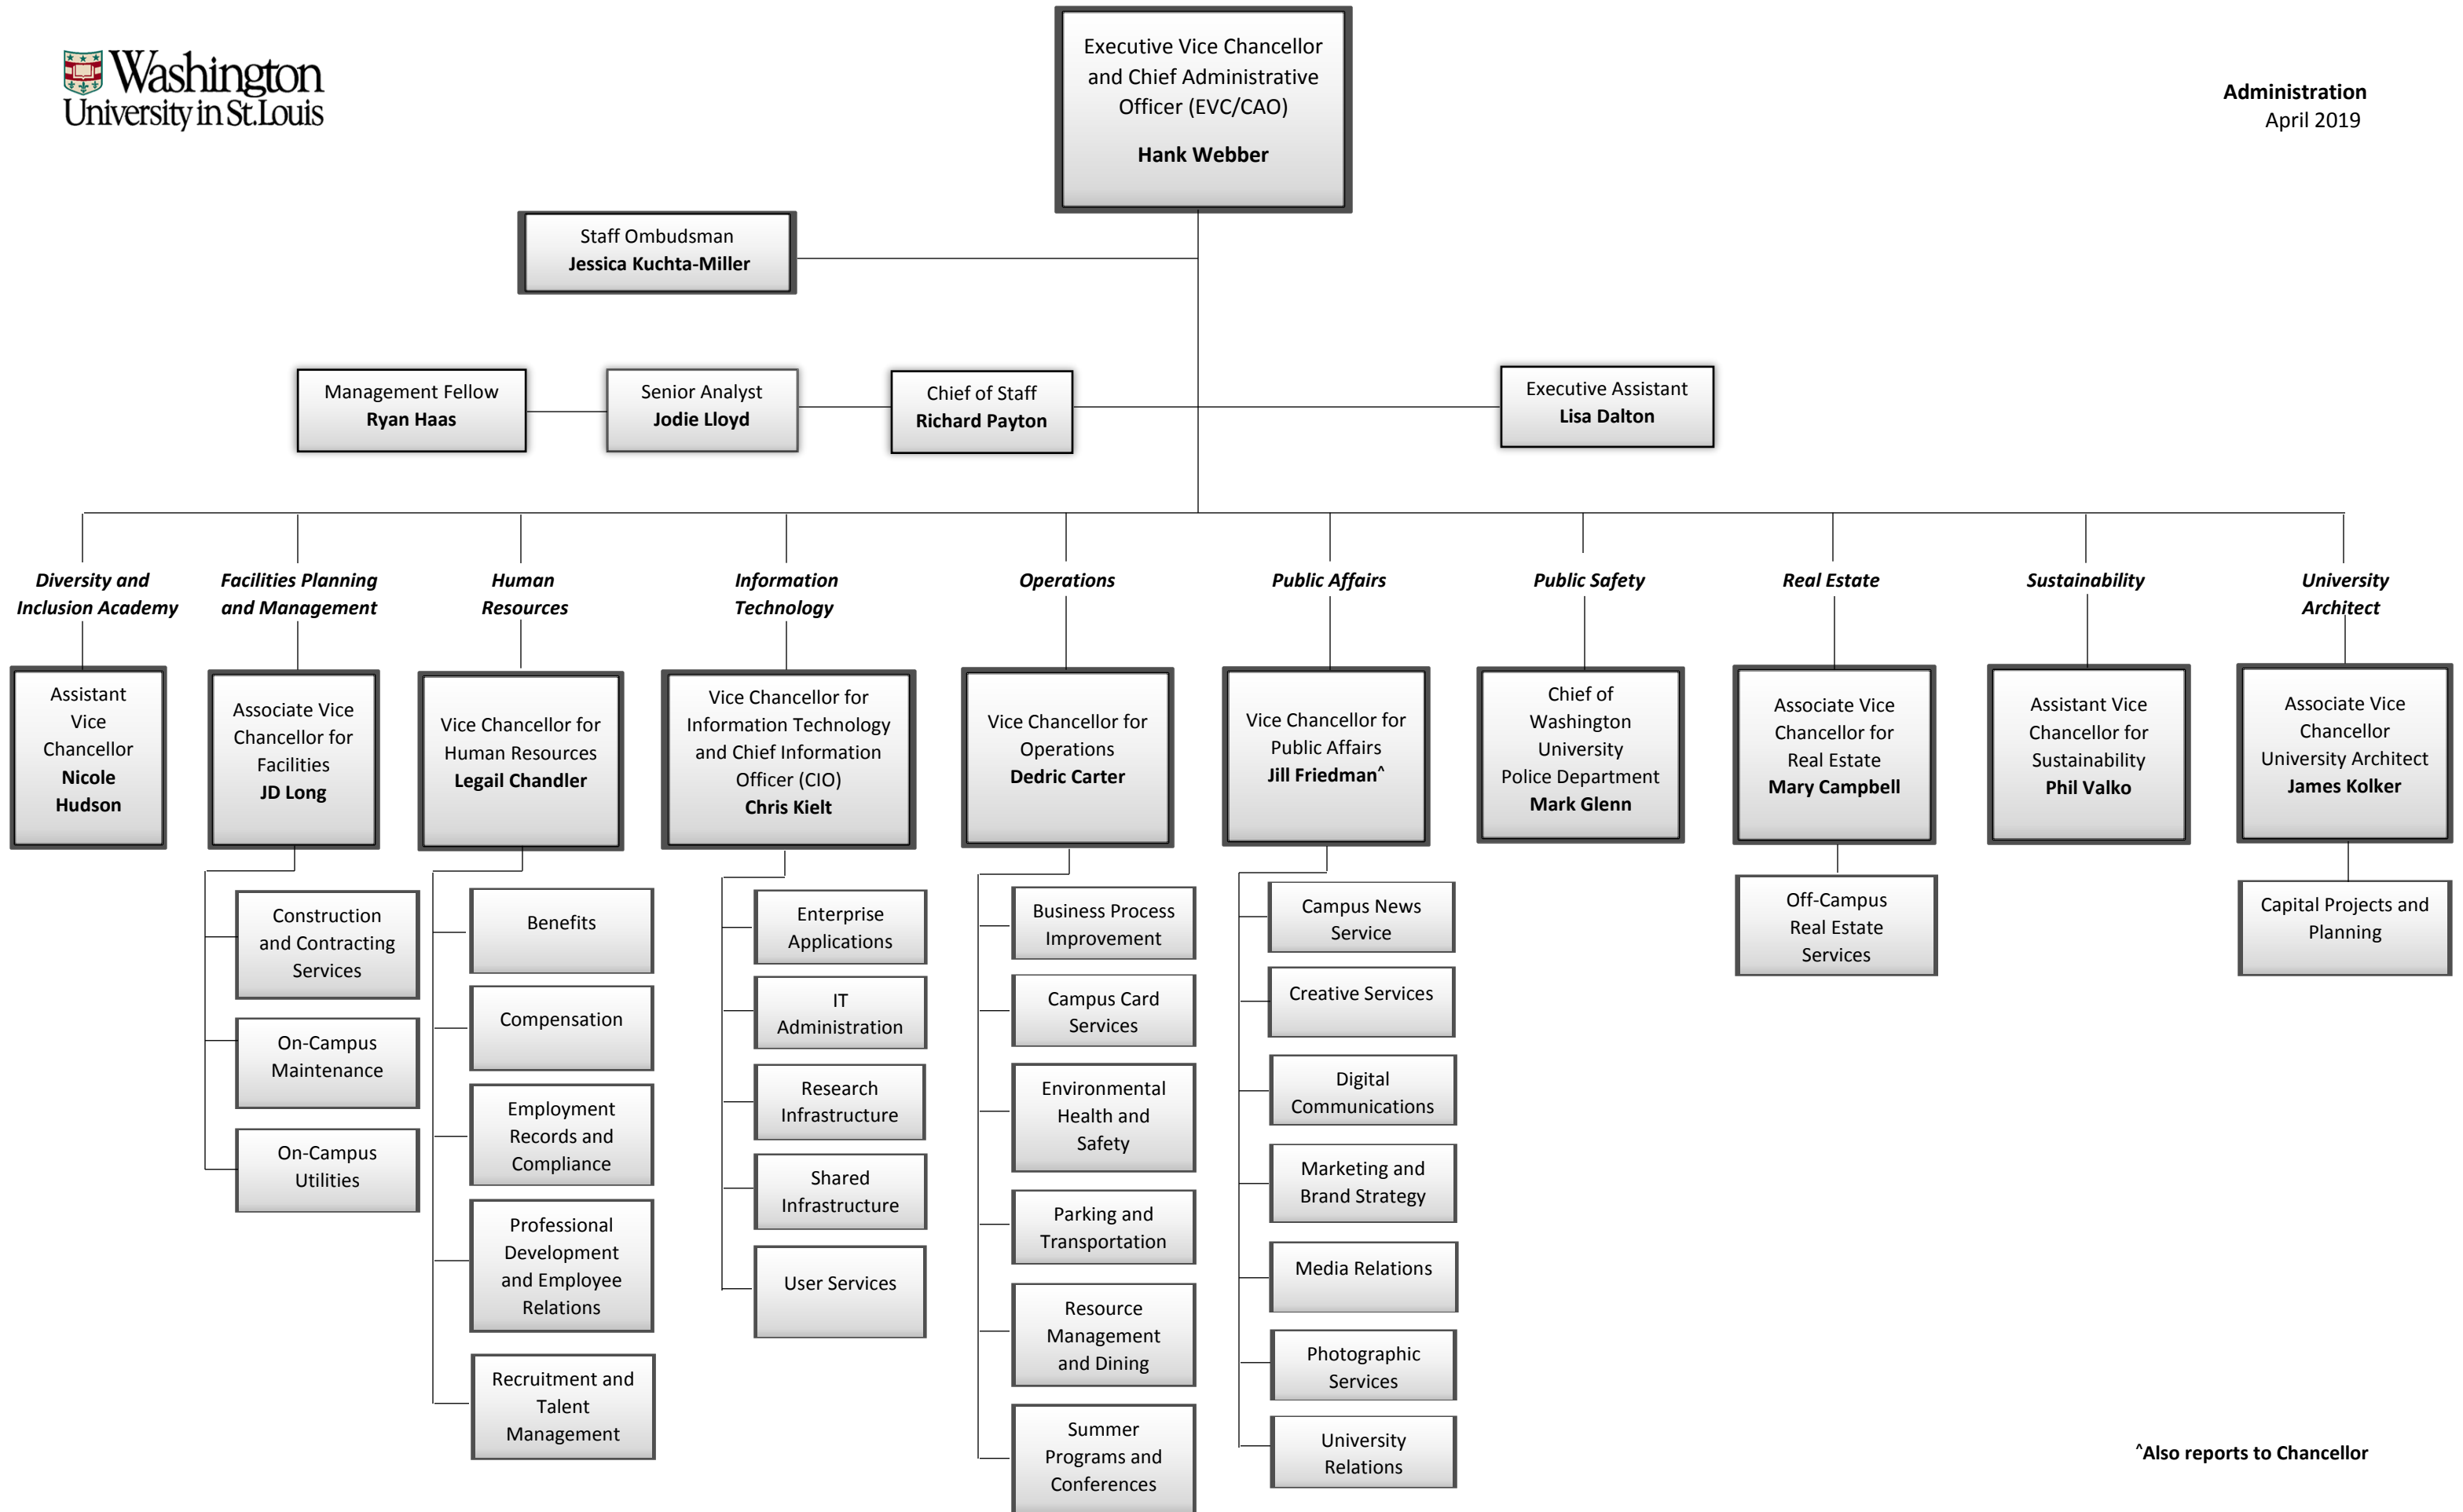 Washington
University in St.Louis
Executive Vice Chancellor
and Chief Administrative
Officer (EVC/CAO)
Hank Webber
Administration
April 2019
Staff Ombudsman
Jessica Kuchta-Miller
Management Fellow
Ryan Haas
Senior Analyst
Jodie Lloyd
Chief of Staff
Richard Payton
Executive Assistant
Lisa Dalton
Diversity and
Inclusion Academy
Facilities Planning
and Management
Human
Resources
Information
Technology
Operations
Public Affairs
Public Safety
Real Estate
Sustainability
University
Architect
Assistant
Vice
Chancellor
Nicole
Hudson
Associate Vice
Chancellor for
Facilities
JD Long
Vice Chancellor for
Human Resources
Legail Chandler
Vice Chancellor for
Information Technology
and Chief Information
Officer (CIO)
Chris Kielt
Vice Chancellor for
Operations
Dedric Carter
Vice Chancellor for
Public Affairs
Jill Friedman^
Chief of
Washington
University
Police Department
Mark Glenn
Associate Vice
Chancellor for
Real Estate
Mary Campbell
Assistant Vice
Chancellor for
Sustainability
Phil Valko
Associate Vice
Chancellor
University Architect
James Kolker
Construction
and Contracting
Services
On-Campus
Maintenance
On-Campus
Utilities
Benefits
Compensation
Employment
Records and
Compliance
Professional
Development
and Employee
Relations
Recruitment and
Talent
Management
Enterprise
Applications
IT
Administration
Research
Infrastructure
Shared
Infrastructure
User Services
Business Process
Improvement
Campus Card
Services
Environmental
Health and
Safety
Parking and
Transportation
Resource
Management
and Dining
Summer
Programs and
Conferences
Campus News
Service
Creative Services
Digital
Communications
Marketing and
Brand Strategy
Media Relations
Photographic
Services
University
Relations
Off-Campus
Real Estate
Services
Capital Projects and
Planning
^Also reports to Chancellor